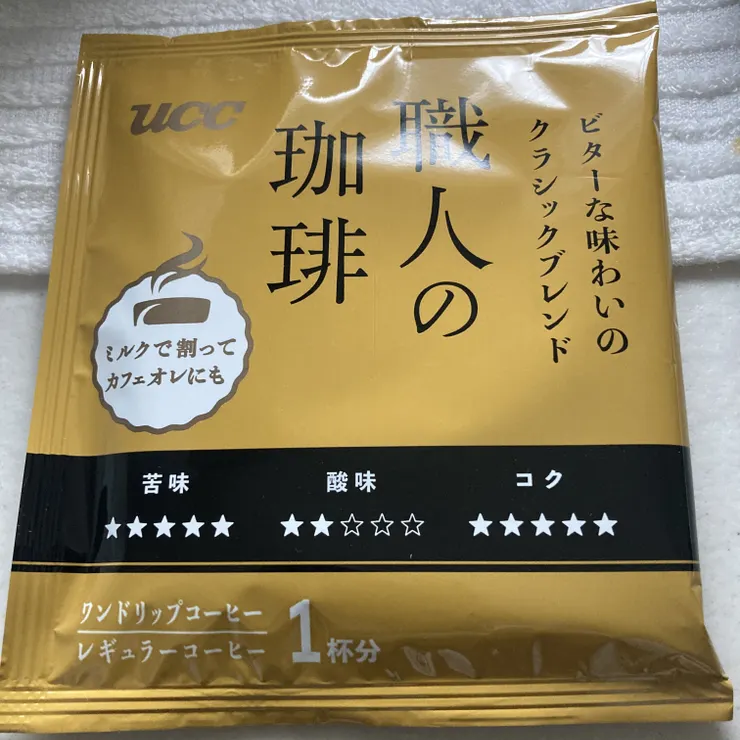 ucc
職人の
珈琲
ビターな味わいの
クラシックブレンド
ミルクで割って
カフェオレにも
苦味
★★★★★
酸味
★★☆☆☆
コク
★★★★★
ワンドリップコーヒー
レギュラーコーヒー
1杯分